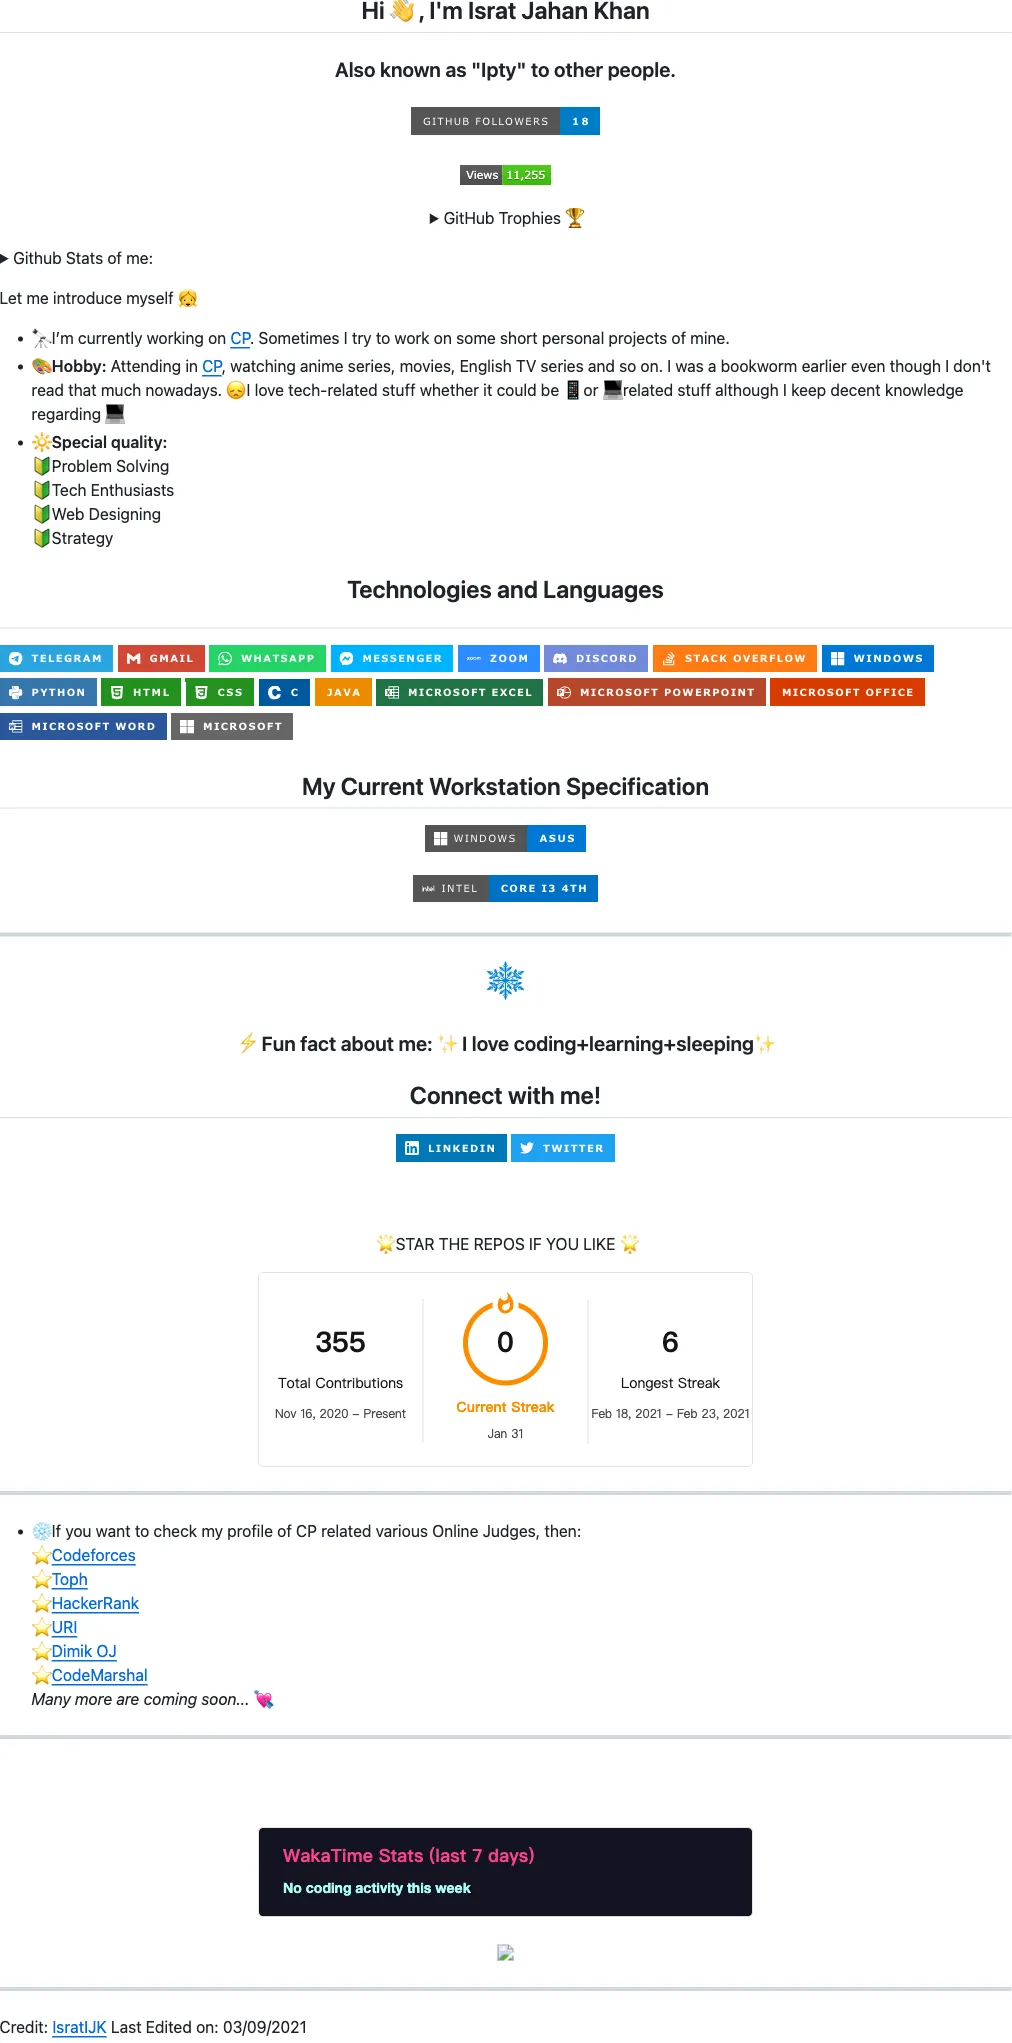 Hi 👋, I'm Israt Jahan Khan
Also known as "Ipty" to other people.
GITHUB FOLLOWERS 18
Views 11,255
▶ GitHub Trophies 🏆
▶ Github Stats of me:
Let me introduce myself 👧
• 🔭I'm currently working on CP. Sometimes I try to work on some short personal projects of mine.
• 🎨Hobby: Attending in CP, watching anime series, movies, English TV series and so on. I was a bookworm earlier even though I don't
read that much nowadays. 😞I love tech-related stuff whether it could be 📱or 💻related stuff although I keep decent knowledge
regarding 💻
• 🔆Special quality:
🔰Problem Solving
🔰Tech Enthusiasts
🔰Web Designing
🔰Strategy
Technologies and Languages
TELEGRAM GMAIL WHATSAPP MESSENGER zoom ZOOM DISCORD STACK OVERFLOW WINDOWS
PYTHON HTML CSS C JAVA MICROSOFT EXCEL MICROSOFT POWERPOINT MICROSOFT OFFICE
MICROSOFT WORD MICROSOFT
My Current Workstation Specification
WINDOWS ASUS
intel INTEL CORE I3 4TH
❄️
⚡Fun fact about me: ✨ I love coding+learning+sleeping✨
Connect with me!
LINKEDIN TWITTER
🌟STAR THE REPOS IF YOU LIKE 🌟
355 0 6
Total Contributions Current Streak Longest Streak
Nov 16, 2020 – Present Jan 31 Feb 18, 2021 – Feb 23, 2021
• ❄️If you want to check my profile of CP related various Online Judges, then:
⭐Codeforces
⭐Toph
⭐HackerRank
⭐URI
⭐Dimik OJ
⭐CodeMarshal
Many more are coming soon... 💘
WakaTime Stats (last 7 days)
No coding activity this week
Credit: IsratIJK Last Edited on: 03/09/2021